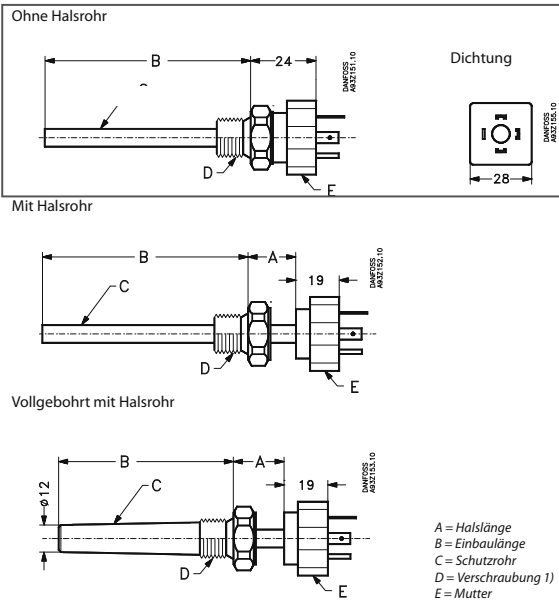 Ohne Halsrohr
B
24
DANFOSS
A93Z151.10
Dichtung
D
E
DANFOSS
A93Z155.10
28
Mit Halsrohr
B
A
19
DANFOSS
A93Z152.10
C
D
E
Vollgebohrt mit Halsrohr
B
A
19
DANFOSS
A93Z153.10
C
ø12
D
E
A = Halslänge
B = Einbaulänge
C = Schutzrohr
D = Verschraubung 1)
E = Mutter